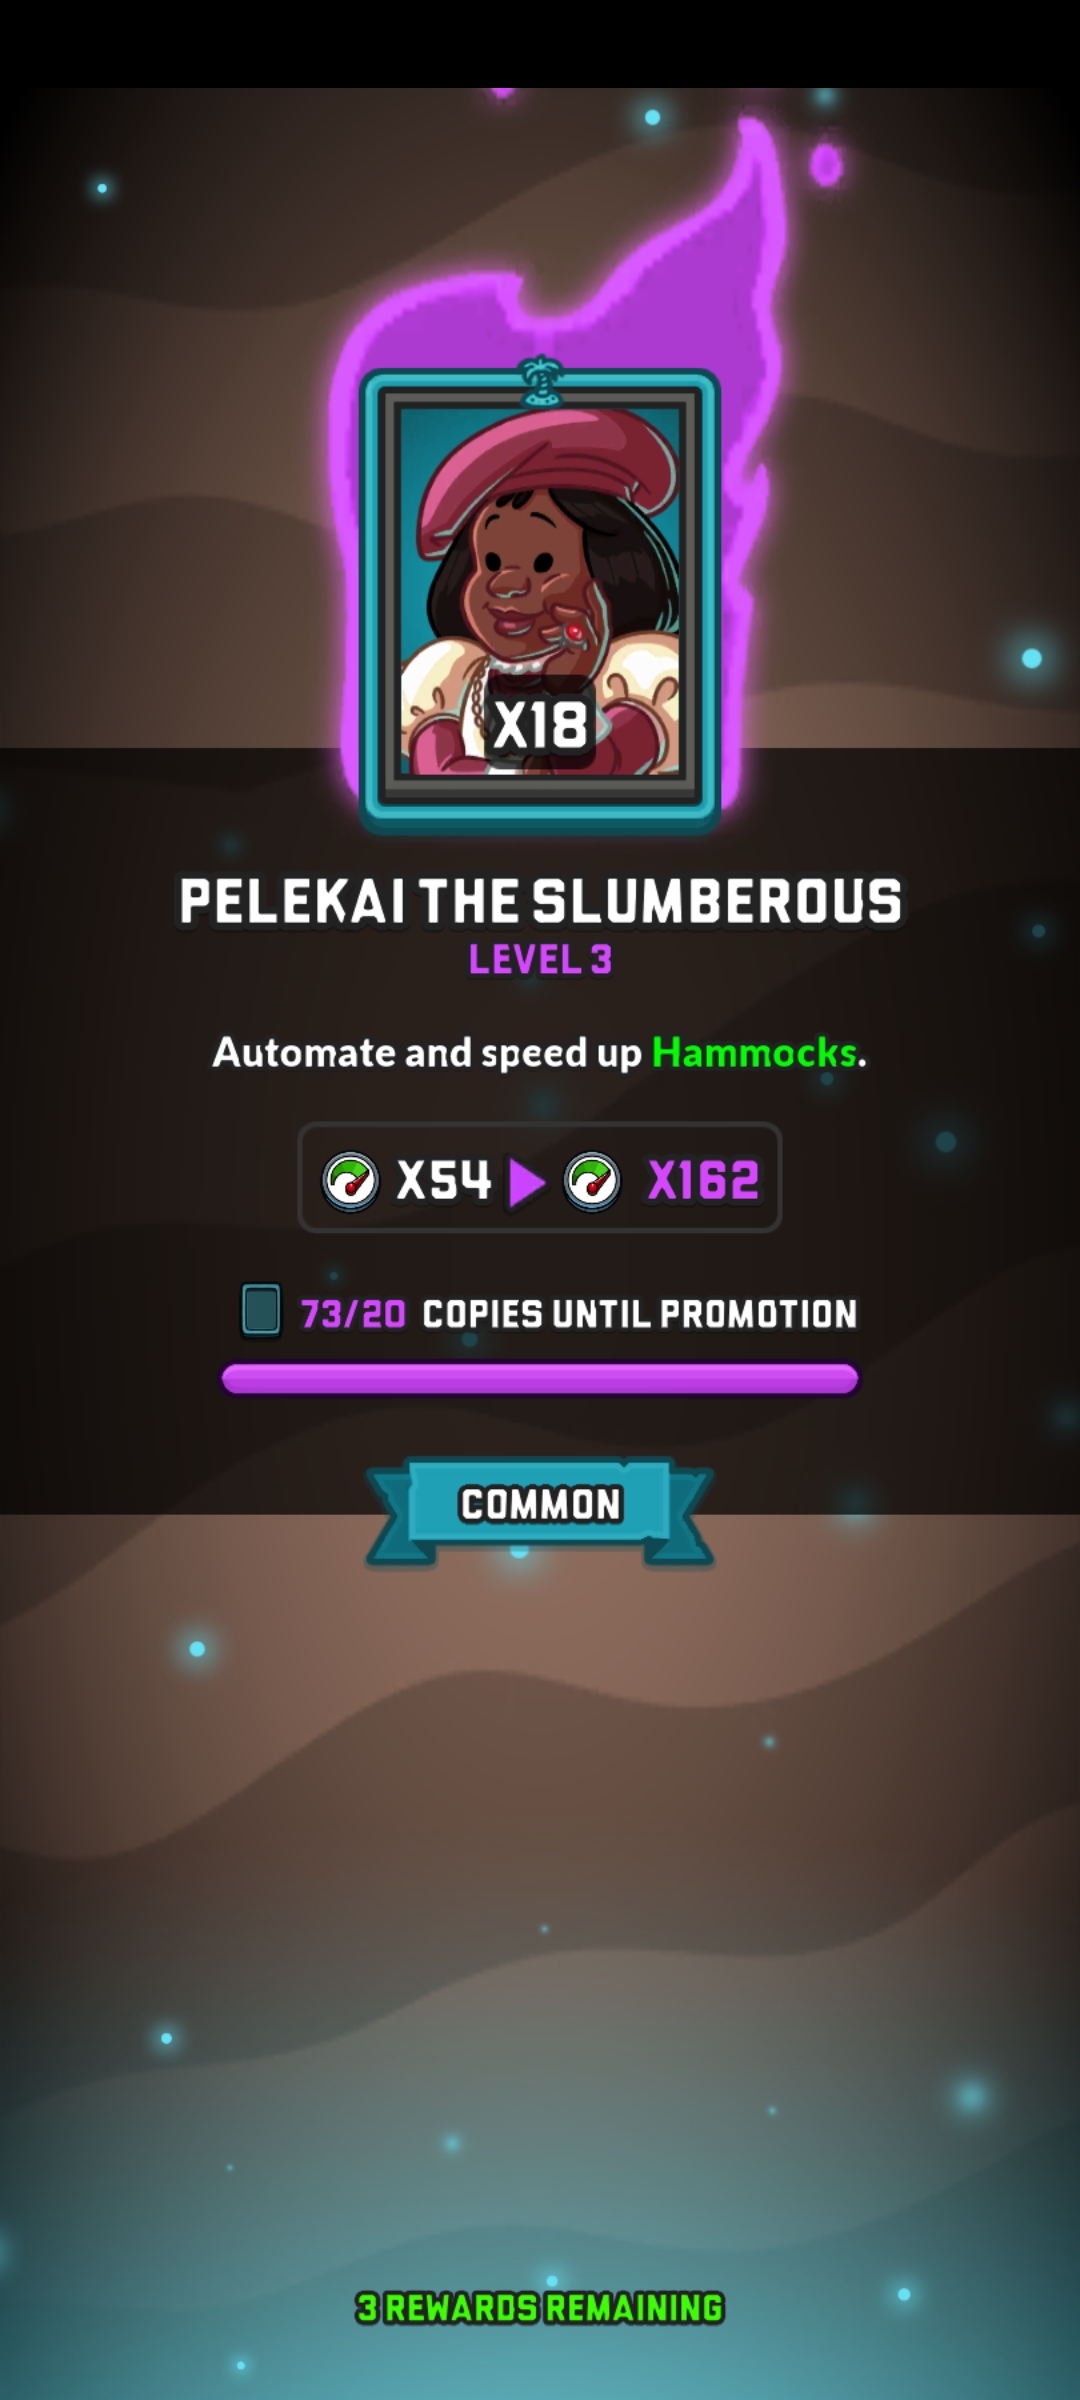 X18
PELEKAI THE SLUMBEROUS
LEVEL 3
Automate and speed up Hammocks.
X54 X162
73/20 COPIES UNTIL PROMOTION
COMMON
3 REWARDS REMAINING